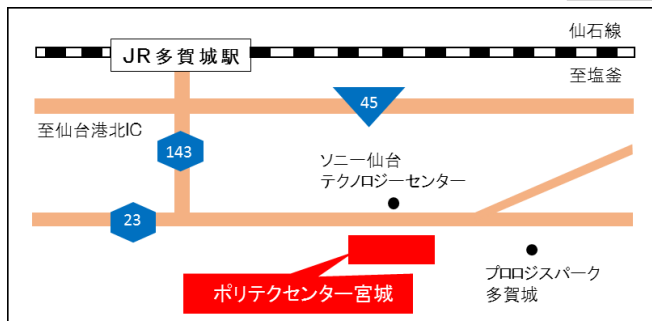 仙石線
JR多賀城駅
至塩釜
45
至仙台港北IC
143
ソニー仙台
テクノロジーセンター
23
ポリテクセンター宮城
プロロジスパーク
多賀城